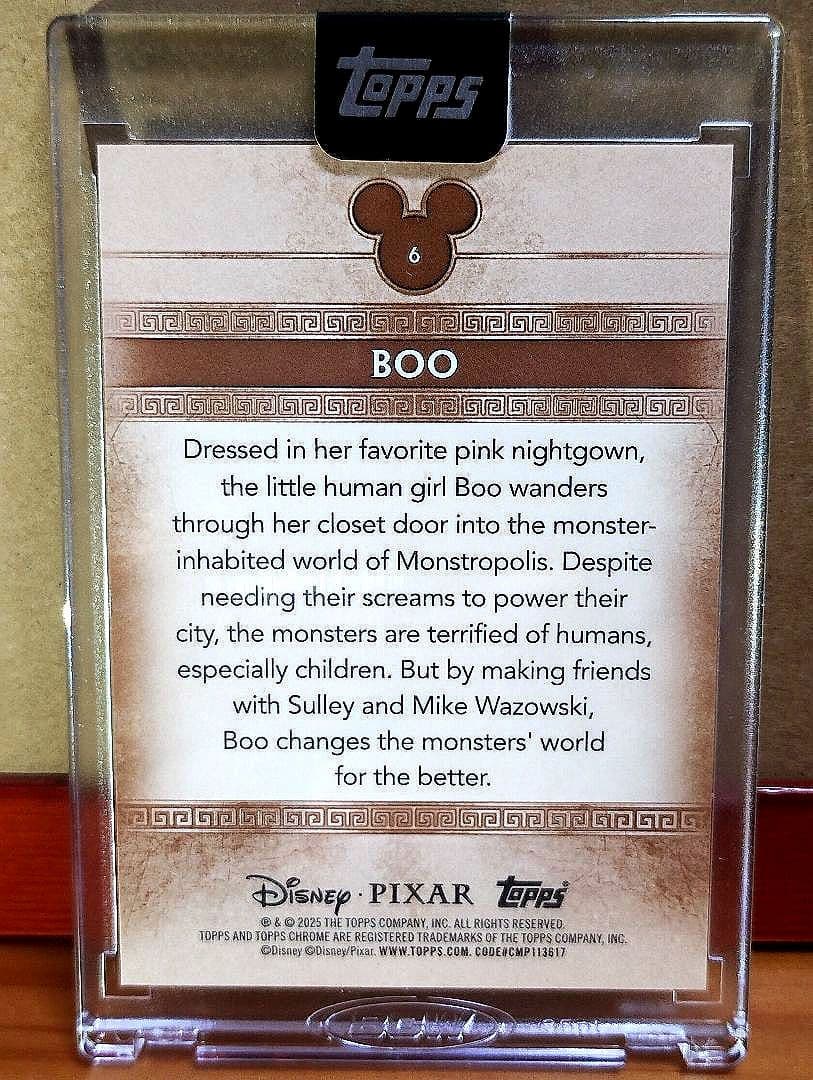 topps
6
BOO
Dressed in her favorite pink nightgown,
the little human girl Boo wanders
through her closet door into the monster-
inhabited world of Monstropolis. Despite
needing their screams to power their
city, the monsters are terrified of humans,
especially children. But by making friends
with Sulley and Mike Wazowski,
Boo changes the monsters' world
for the better.
Disney · PIXAR topps
® & © 2025 THE TOPPS COMPANY, INC. ALL RIGHTS RESERVED.
TOPPS AND TOPPS CHROME ARE REGISTERED TRADEMARKS OF THE TOPPS COMPANY, INC.
©Disney ©Disney/Pixar. WWW.TOPPS.COM. CODE#CMP113617
BCW